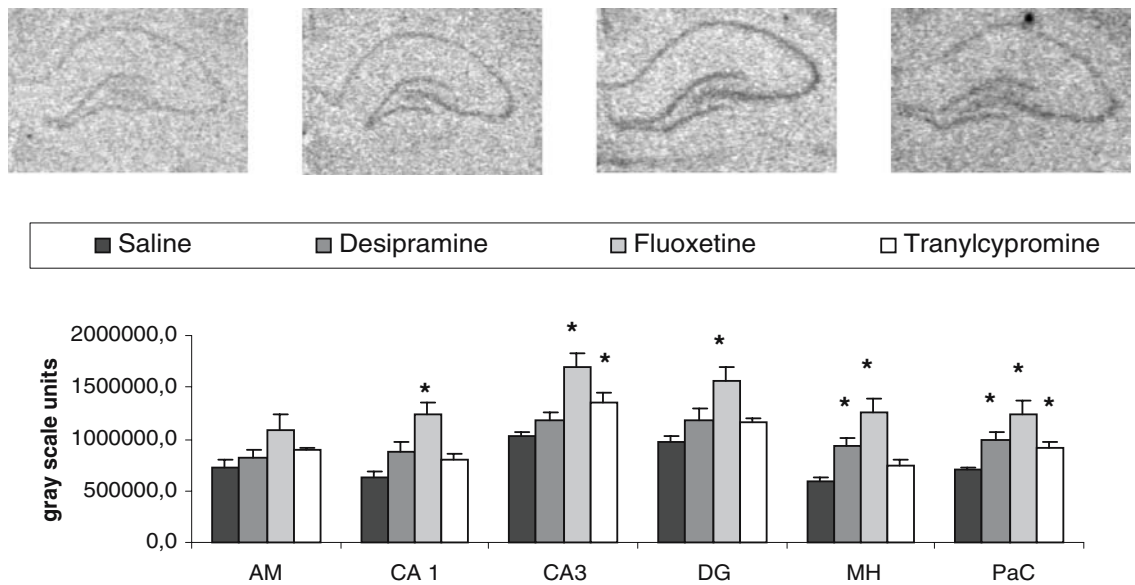 Saline Desipramine Fluoxetine Tranylcypromine
gray scale units
2000000,0
* * * * * * * * *
1500000,0
1000000,0
500000,0
0,0
AM CA 1 CA3 DG MH PaC